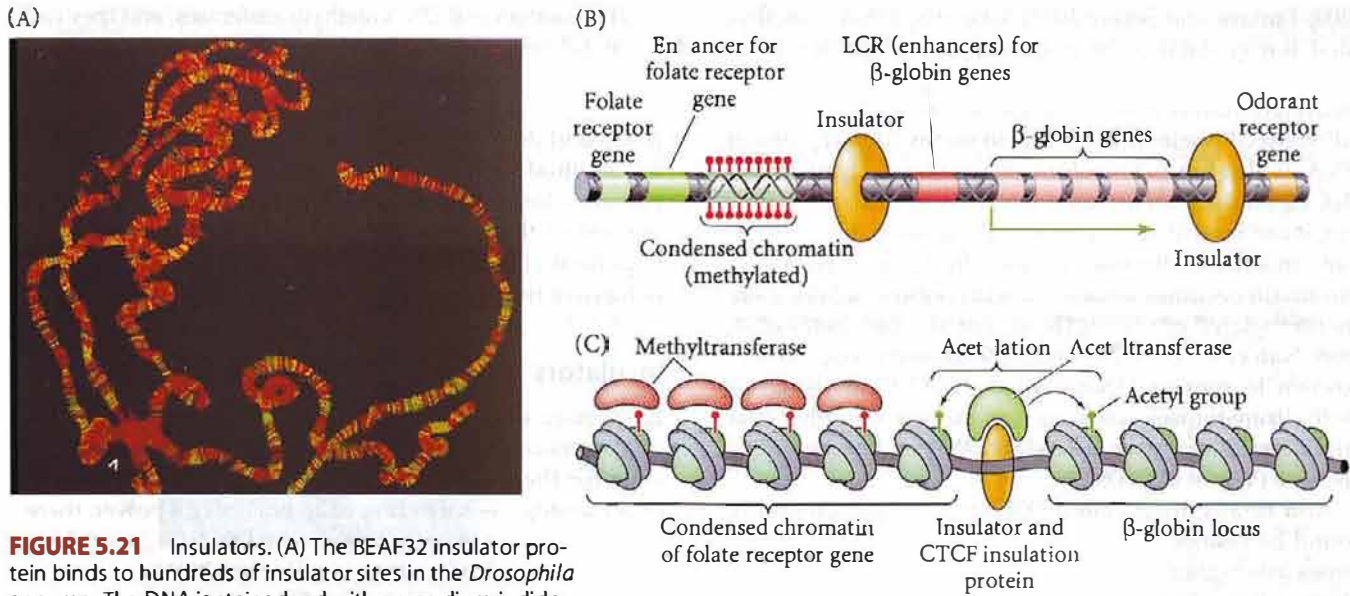 (A)
(B)
En ancer for
folate receptor
gene
LCR (enhancers) for
β-globin genes
Folate
receptor
gene
Insulator
β-globin genes
Odorant
receptor
gene
Condensed chromatin
(methylated)
Insulator
(C)
Methyltransferase
Acet lation
Acet ltransferase
Acetyl group
Condensed chromatin
of folate receptor gene
Insulator and
CTCF insulation
protein
β-globin locus
1
FIGURE 5.21 Insulators. (A) The BEAF32 insulator pro-
tein binds to hundreds of insulator sites in the Drosophila